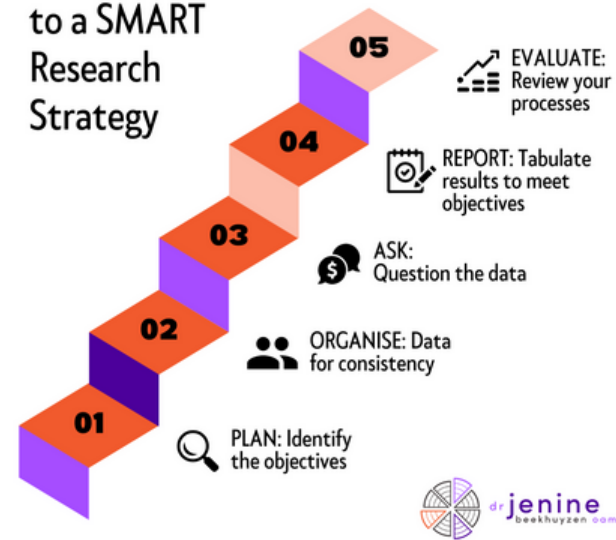 to a SMART
Research
Strategy
05
EVALUATE:
Review your
processes
04
REPORT: Tabulate
results to meet
objectives
03
ASK:
Question the data
02
ORGANISE: Data
for consistency
01
PLAN: Identify
the objectives
dr jenine
beekhuyzen oam